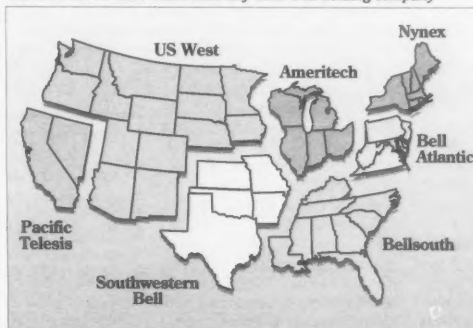 US West
Nynex
Ameritech
Bell
Atlantic
Pacific
Telesis
Bellsouth
Southwestern
Bell